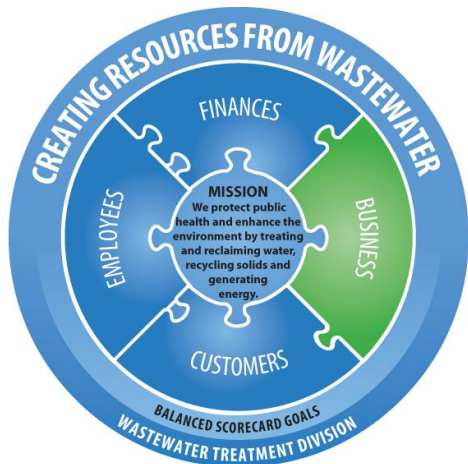 CREATING RESOURCES FROM WASTEWATER
FINANCES
EMPLOYEES
MISSION
We protect public
health and enhance the
environment by treating
and reclaiming water,
recycling solids and
generating
energy.
BUSINESS
CUSTOMERS
BALANCED SCORECARD GOALS
WASTEWATER TREATMENT DIVISION